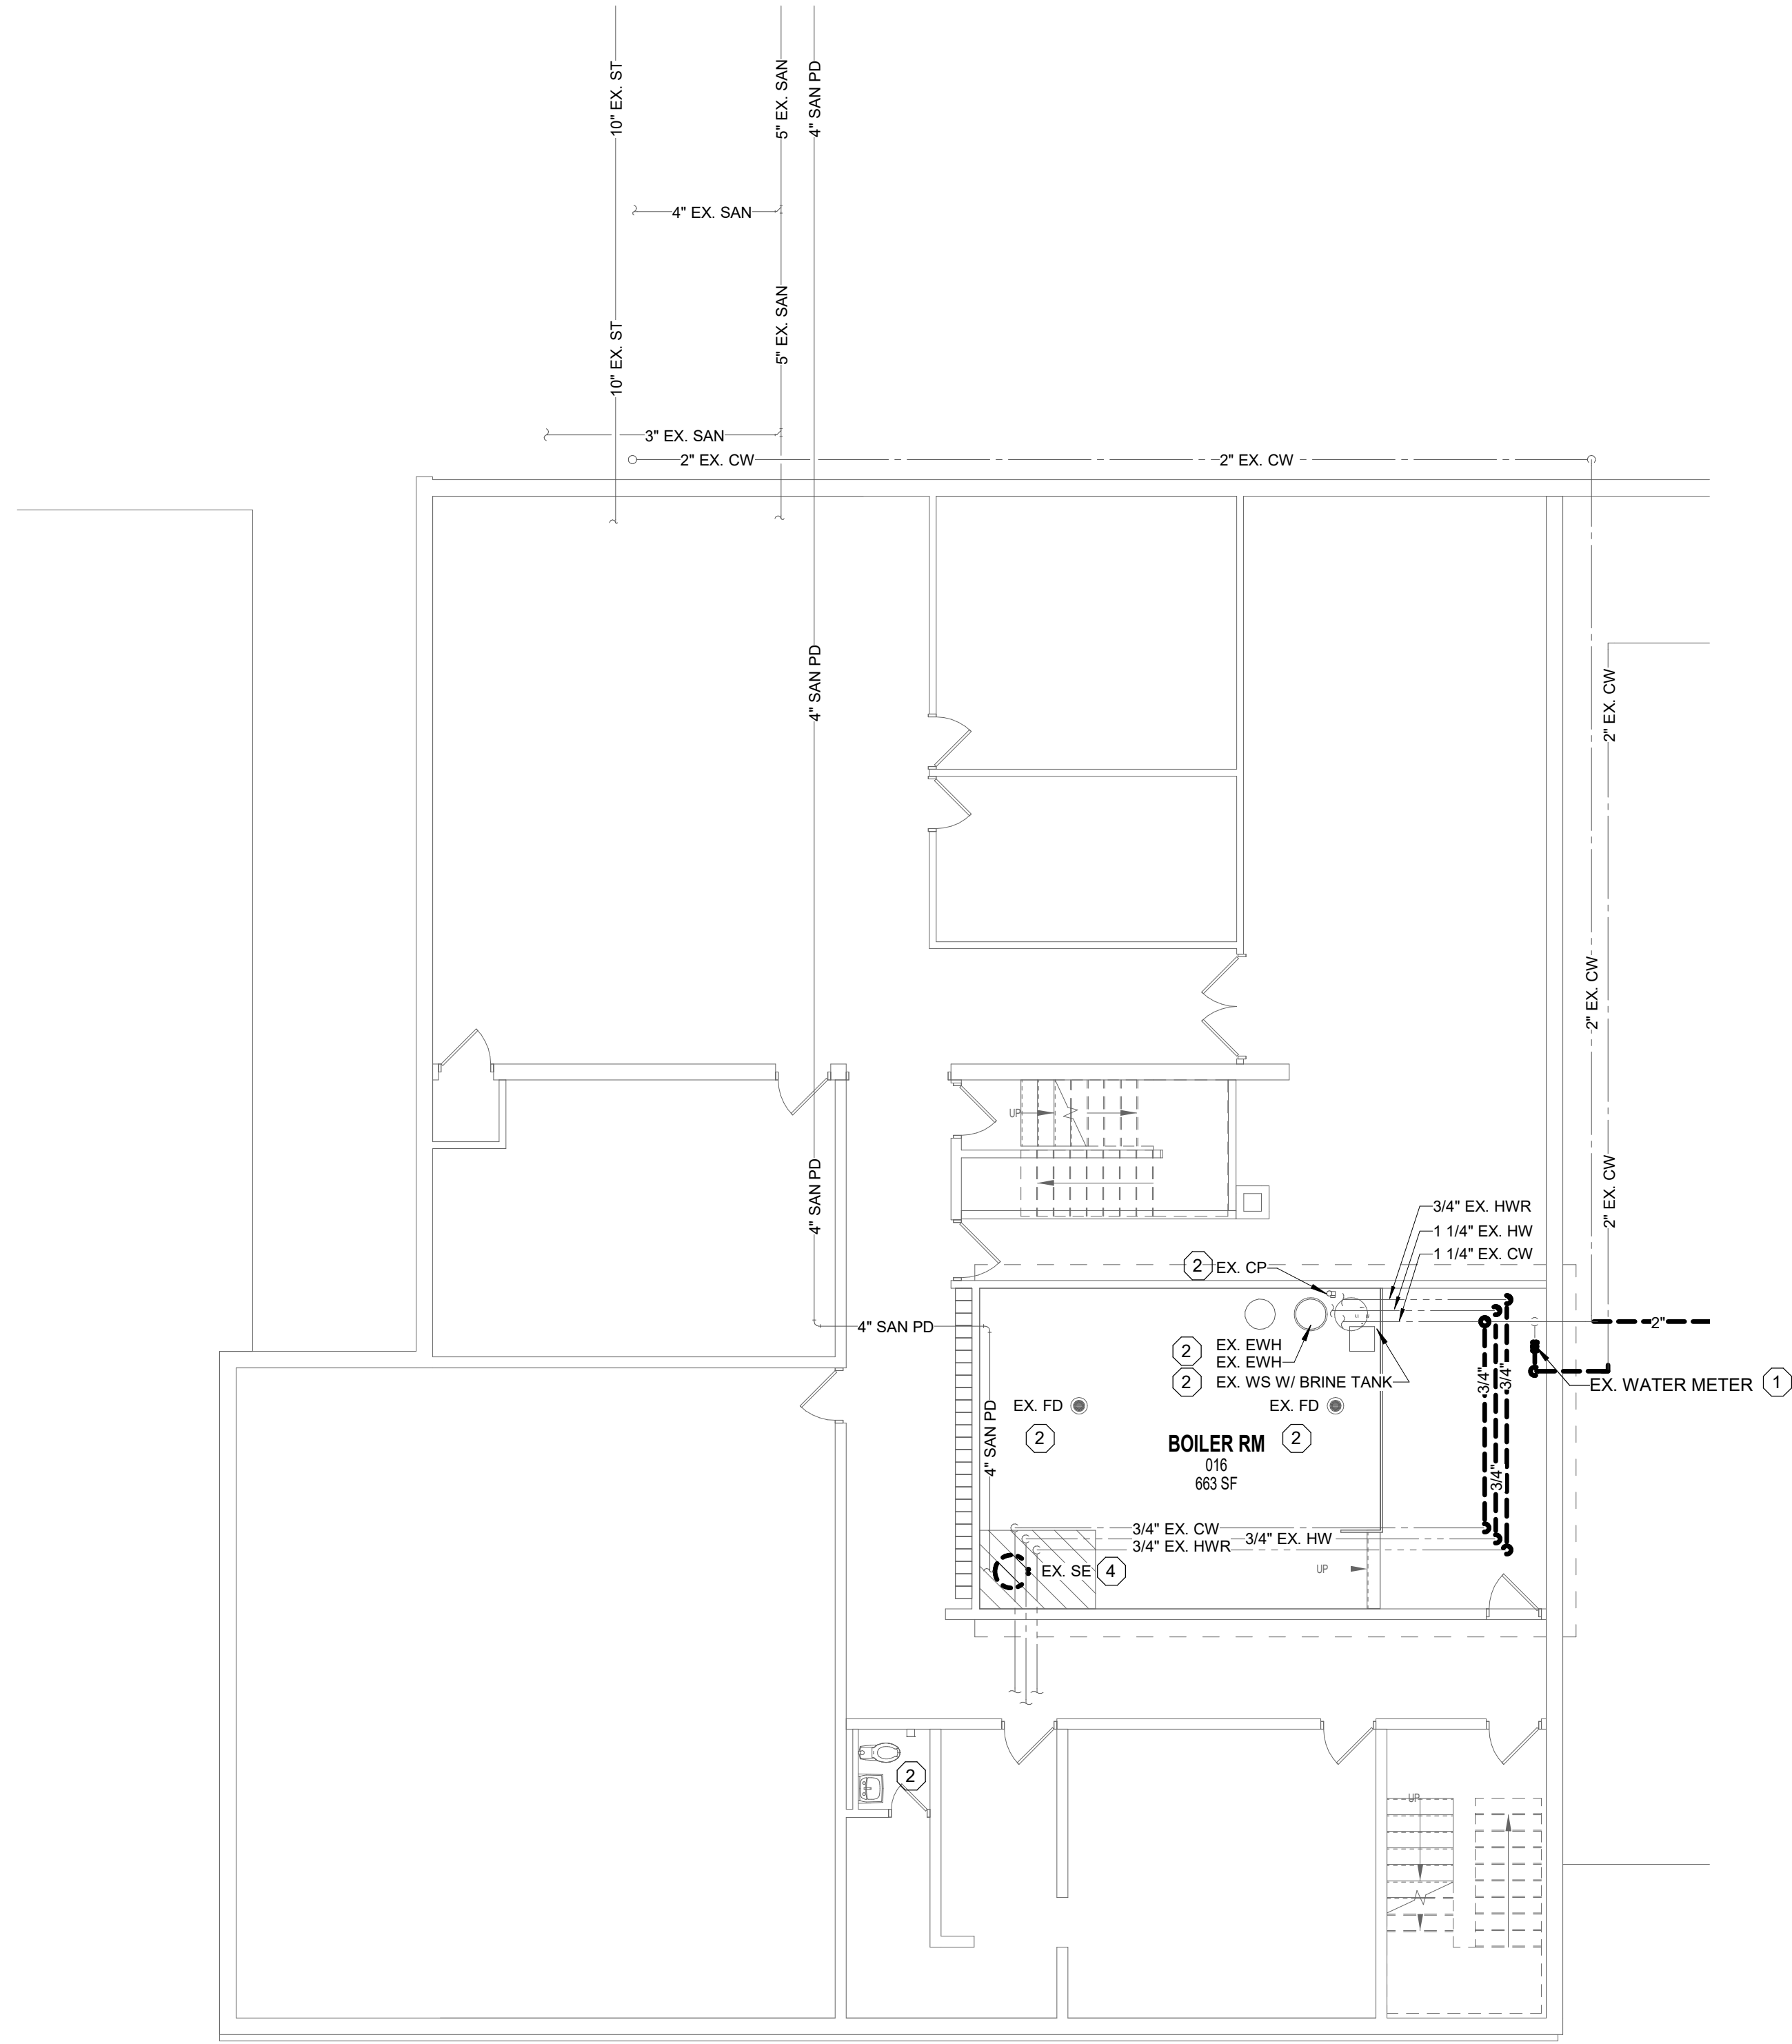 10" EX. ST
5" EX. SAN
4" SAN PD
4" EX. SAN
10" EX. ST
5" EX. SAN
3" EX. SAN
2" EX. CW
2" EX. CW
4" SAN PD
2" EX. CW
2" EX. CW
UP
4" SAN PD
2" EX. CW
3/4" EX. HWR
1 1/4" EX. HW
1 1/4" EX. CW
2 EX. CP
4" SAN PD
2"
2 EX. EWH
EX. EWH
2 EX. WS W/ BRINE TANK
3/4"
3/4"
EX. WATER METER 1
EX. FD
2
EX. FD
2
4" SAN PD
BOILER RM
016
663 SF
3/4"
3/4" EX. CW
3/4" EX. HW
3/4" EX. HWR
EX. SE 4
UP
2
UP